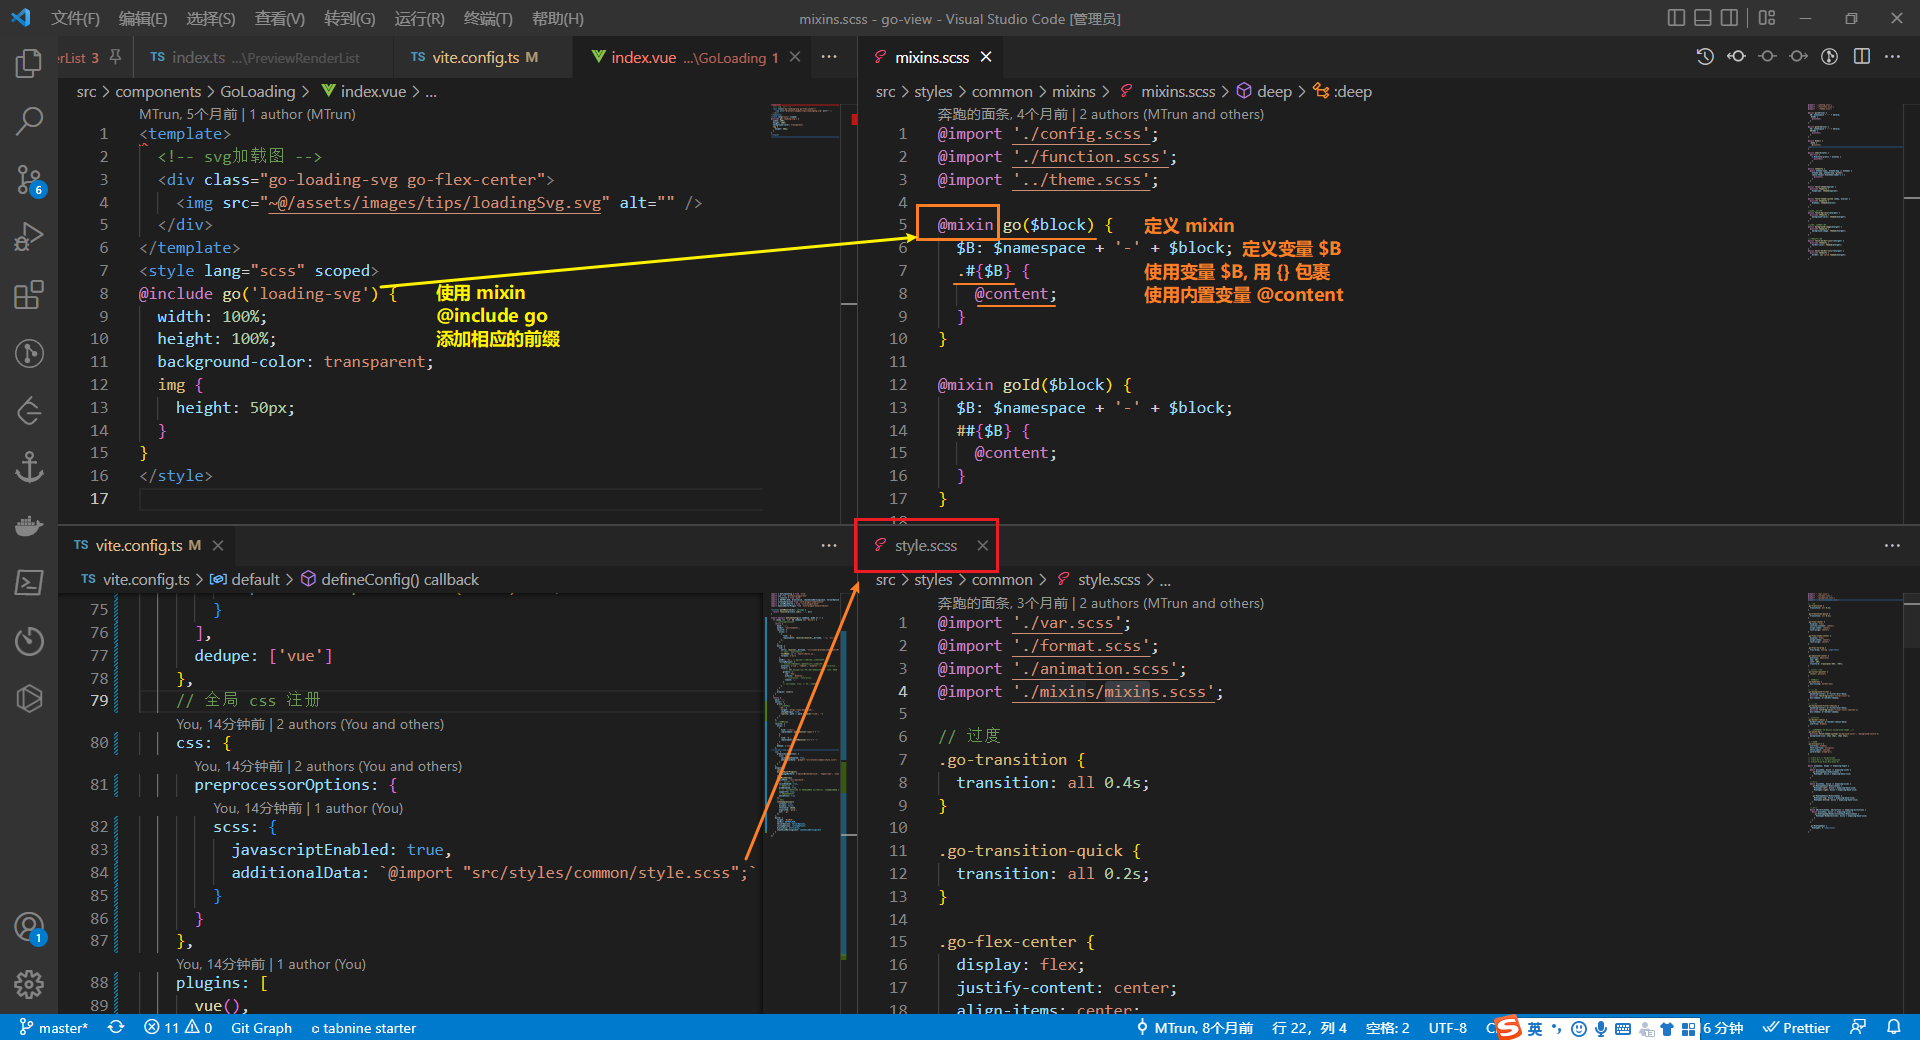 文件(F) 编辑(E) 选择(S) 查看(V) 转到(G) 运行(R) 终端(T) 帮助(H) mixins.scss - go-view - Visual Studio Code [管理员]
erList 3 TS index.ts ...\PreviewRenderList TS vite.config.ts M index.vue ...\GoLoading 1
src > components > GoLoading > index.vue > ...
MTrun, 5个月前 | 1 author (MTrun)
1 <template>
2 <!-- svg加载图 -->
3 <div class="go-loading-svg go-flex-center">
4 <img src="~@/assets/images/tips/loadingSvg.svg" alt="" />
5 </div>
6 </template>
7 <style lang="scss" scoped>
8 @include go('loading-svg') { 使用 mixin
9 width: 100%; @include go
10 height: 100%; 添加相应的前缀
11 background-color: transparent;
12 img {
13 height: 50px;
14 }
15 }
16 </style>
17
mixins.scss
src > styles > common > mixins > mixins.scss > deep > :deep
奔跑的面条, 4个月前 | 2 authors (MTrun and others)
1 @import './config.scss';
2 @import './function.scss';
3 @import '../theme.scss';
4
5 @mixin go($block) { 定义 mixin
6 $B: $namespace + '-' + $block; 定义变量 $B
7 .#{$B} { 使用变量 $B, 用 {} 包裹
8 @content; 使用内置变量 @content
9 }
10 }
11
12 @mixin goId($block) {
13 $B: $namespace + '-' + $block;
14 ##{$B} {
15 @content;
16 }
17 }
18
TS vite.config.ts M
TS vite.config.ts > default > defineConfig() callback
75 }
76 ],
77 dedupe: ['vue']
78 },
79 // 全局 css 注册
You, 14分钟前 | 2 authors (You and others)
80 css: {
You, 14分钟前 | 2 authors (You and others)
81 preprocessorOptions: {
You, 14分钟前 | 1 author (You)
82 scss: {
83 javascriptEnabled: true,
84 additionalData: `@import "src/styles/common/style.scss";`
85 }
86 }
87 },
You, 14分钟前 | 1 author (You)
88 plugins: [
89 vue(),
style.scss
src > styles > common > style.scss > ...
奔跑的面条, 3个月前 | 2 authors (MTrun and others)
1 @import './var.scss';
2 @import './format.scss';
3 @import './animation.scss';
4 @import './mixins/mixins.scss';
5
6 // 过度
7 .go-transition {
8 transition: all 0.4s;
9 }
10
11 .go-transition-quick {
12 transition: all 0.2s;
13 }
14
15 .go-flex-center {
16 display: flex;
17 justify-content: center;
18 align-items: center;
6
1
master* 11 0 Git Graph tabnine starter MTrun, 8个月前 行 22, 列 4 空格: 2 UTF-8 英 6 分钟 Prettier